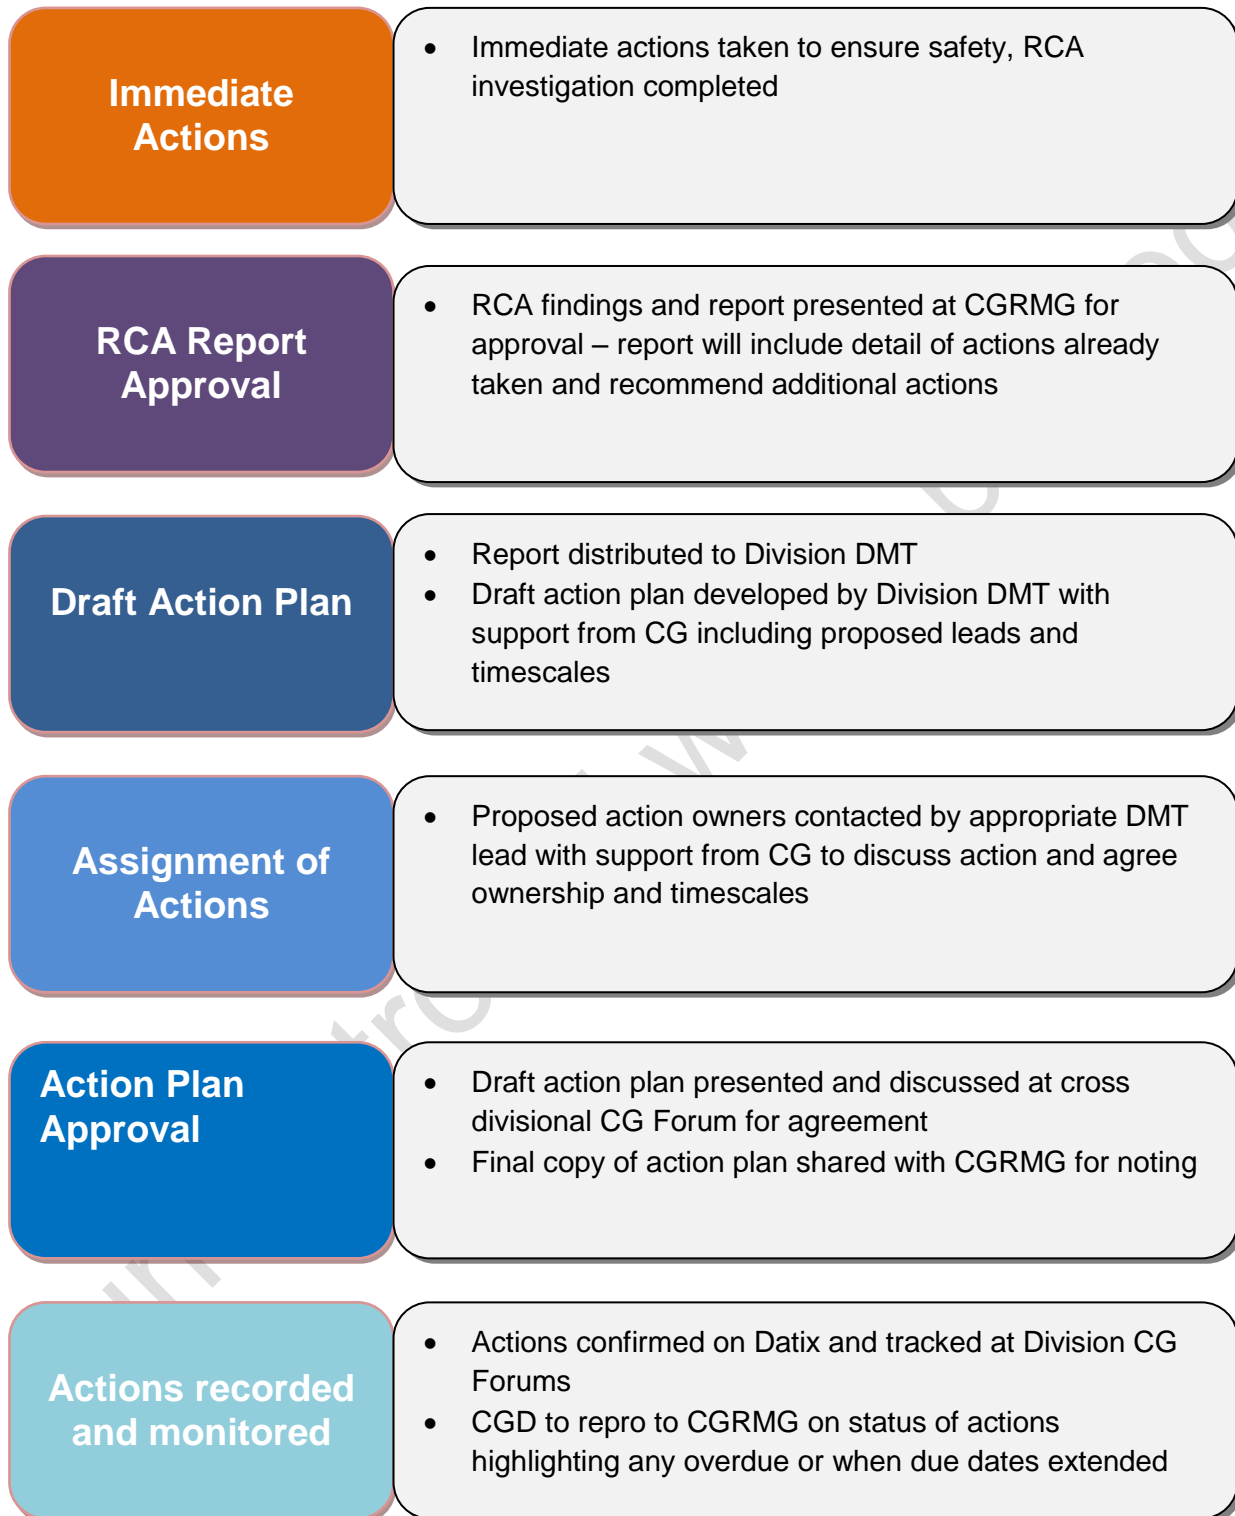 Immediate
Actions
• Immediate actions taken to ensure safety, RCA
investigation completed
RCA Report
Approval
• RCA findings and report presented at CGRMG for
approval – report will include detail of actions already
taken and recommend additional actions
Draft Action Plan
• Report distributed to Division DMT
• Draft action plan developed by Division DMT with
support from CG including proposed leads and
timescales
Assignment of
Actions
• Proposed action owners contacted by appropriate DMT
lead with support from CG to discuss action and agree
ownership and timescales
Action Plan
Approval
• Draft action plan presented and discussed at cross
divisional CG Forum for agreement
• Final copy of action plan shared with CGRMG for noting
Actions recorded
and monitored
• Actions confirmed on Datix and tracked at Division CG
Forums
• CGD to repro to CGRMG on status of actions
highlighting any overdue or when due dates extended